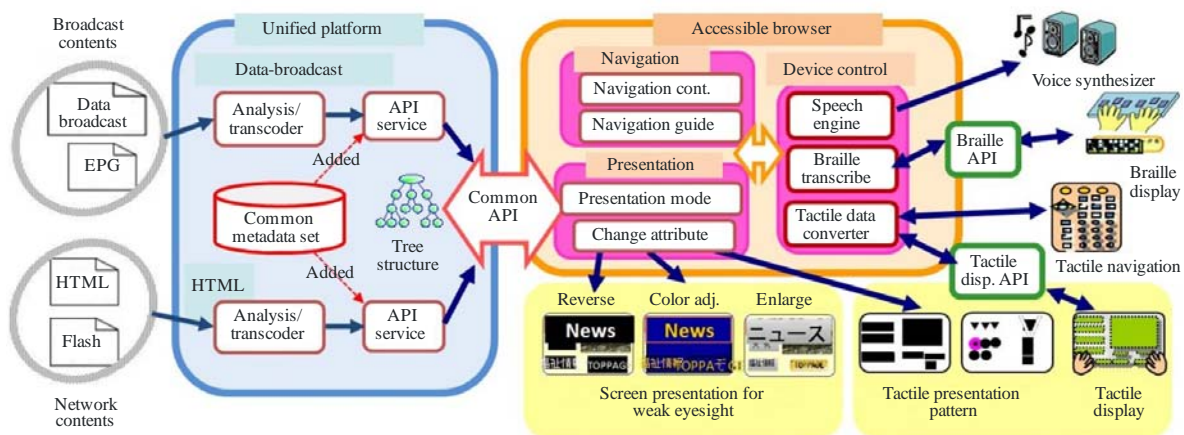 Broadcast
contents
Data
broadcast
EPG
HTML
Flash
Network
contents
Unified platform
Data-broadcast
Analysis/
transcoder
API
service
Added
Common
metadata set
Tree
structure
Added
HTML
Analysis/
transcoder
API
service
Common
API
Accessible browser
Navigation
Navigation cont.
Navigation guide
Presentation
Presentation mode
Change attribute
Device control
Speech
engine
Braille
transcribe
Tactile data
converter
Braille
API
Tactile
disp. API
Voice synthesizer
Braille
display
Tactile navigation
Reverse
Color adj.
Enlarge
News
TOPPAGE
News
ニュース
Screen presentation for
weak eyesight
Tactile presentation
pattern
Tactile
display